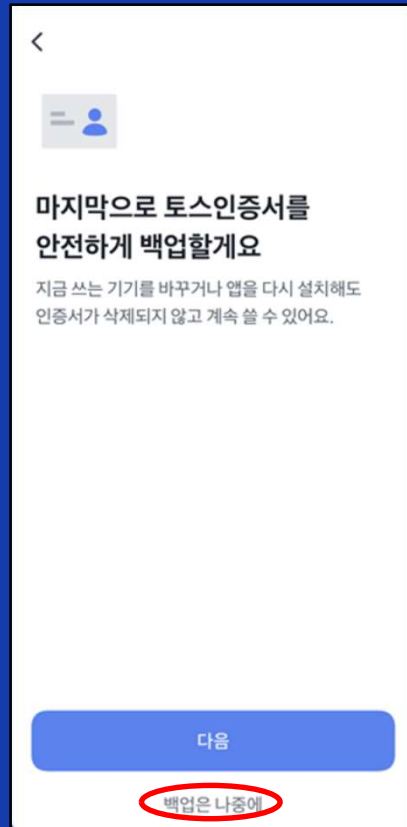 마지막으로 토스인증서를
안전하게 백업할게요
지금 쓰는 기기를 바꾸거나 앱을 다시 설치해도
인증서가 삭제되지 않고 계속 쓸 수 있어요.
다음
백업은 나중에